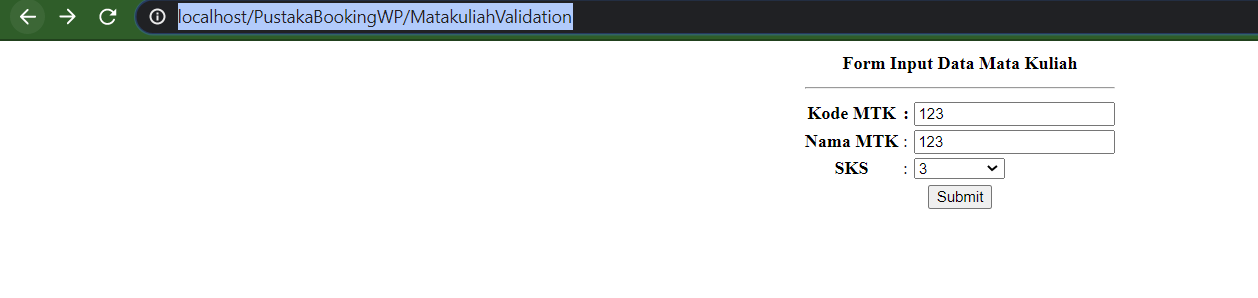 localhost/PustakaBookingWP/MatakuliahValidation
Form Input Data Mata Kuliah
Kode MTK : 123
Nama MTK : 123
SKS : 3
Submit